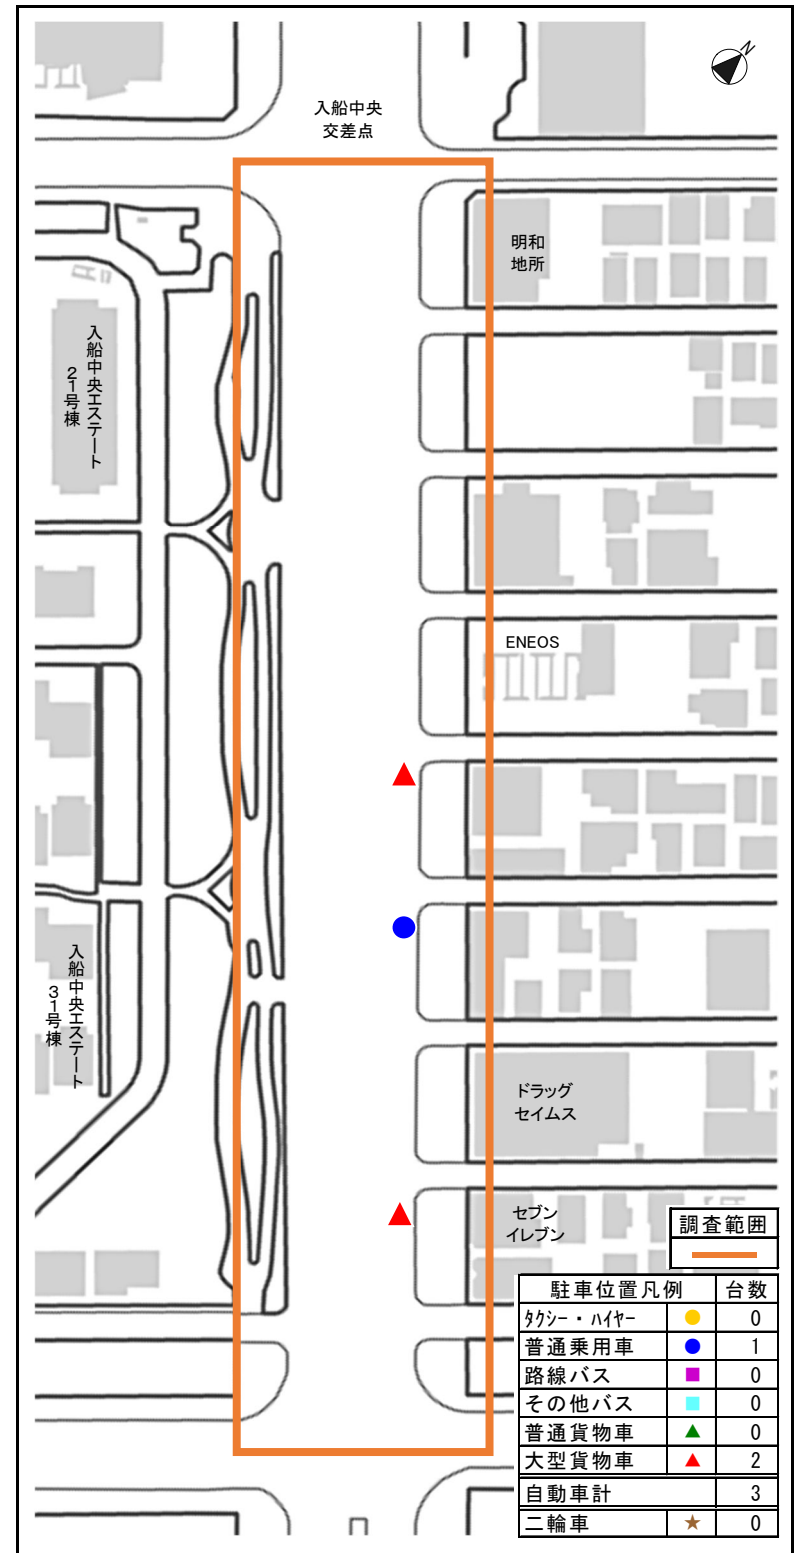 N
入船中央
交差点
明和
地所
入船中央エステート
21号棟
ENEOS
入船中央エステート
31号棟
ドラッグ
セイムス
セブン
イレブン
調査範囲
駐車位置凡例 台数
ﾀｸｼｰ・ﾊｲﾔｰ ● 0
普通乗用車 ● 1
路線バス ■ 0
その他バス ■ 0
普通貨物車 ▲ 0
大型貨物車 ▲ 2
自動車計 3
二輪車 ★ 0